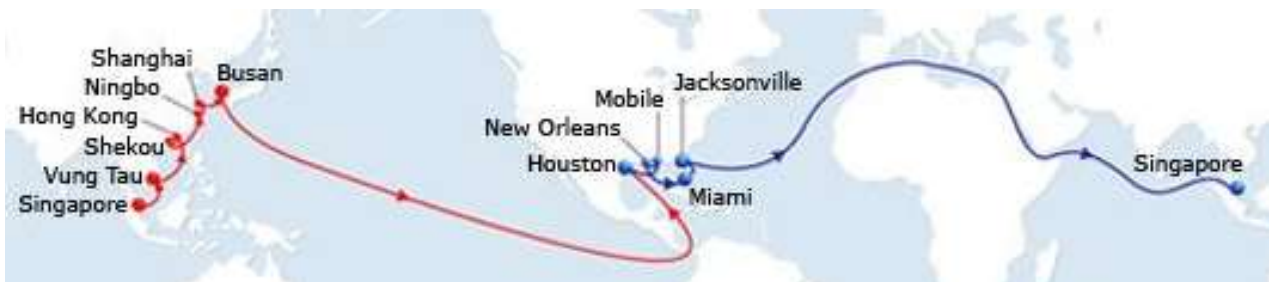 Shanghai
Busan
Ningbo
Hong Kong
Shekou
Vung Tau
Singapore
Jacksonville
Mobile
New Orleans
Houston
Miami
Singapore